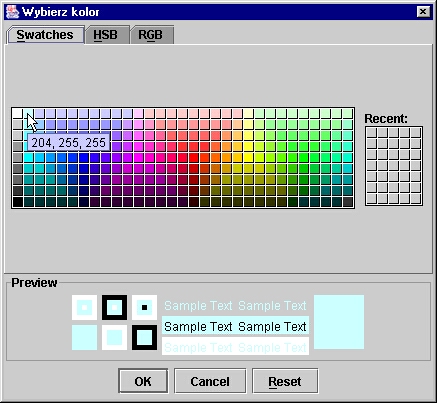 Wybierz kolor
Swatches HSB RGB
Recent:
204, 255, 255
Preview
Sample Text Sample Text
Sample Text Sample Text
Sample Text Sample Text
OK Cancel Reset